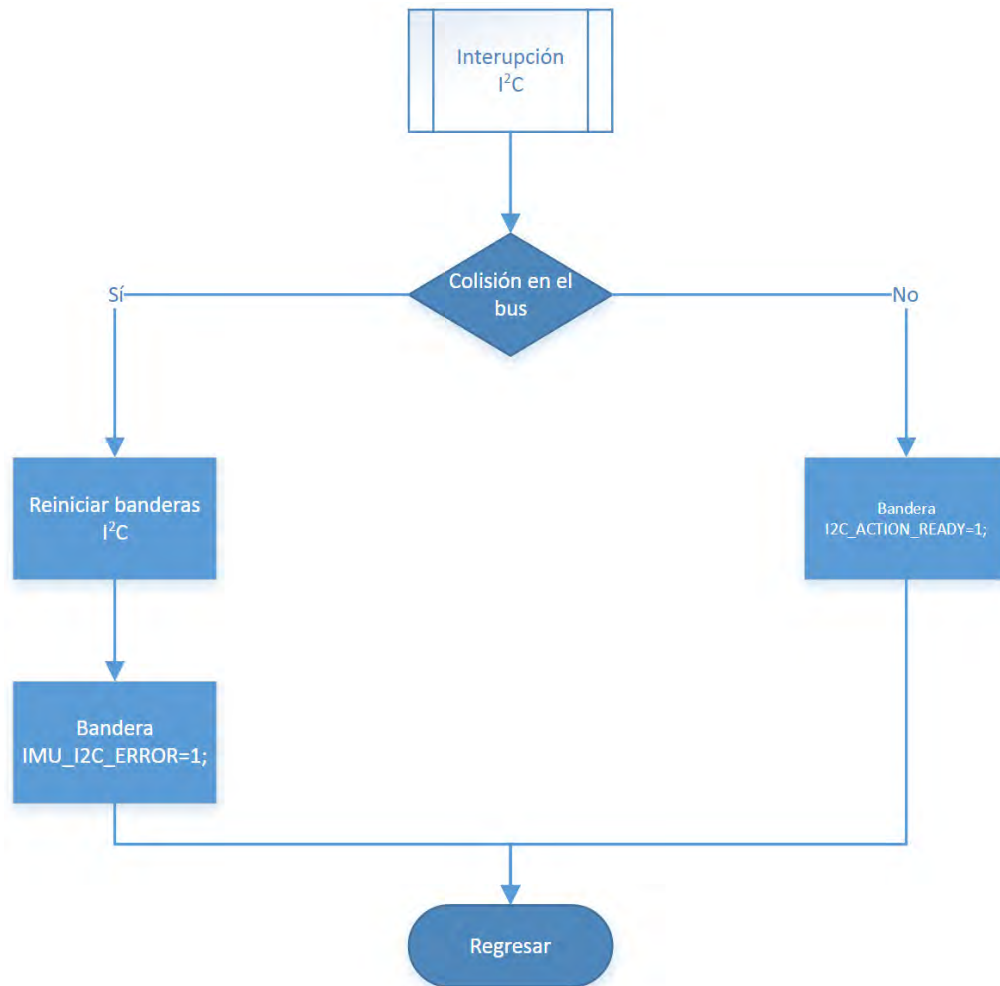 Interupción
I²C
Colisión en el
bus
Sí
No
Reiniciar banderas
I²C
Bandera
I2C_ACTION_READY=1;
Bandera
IMU_I2C_ERROR=1;
Regresar